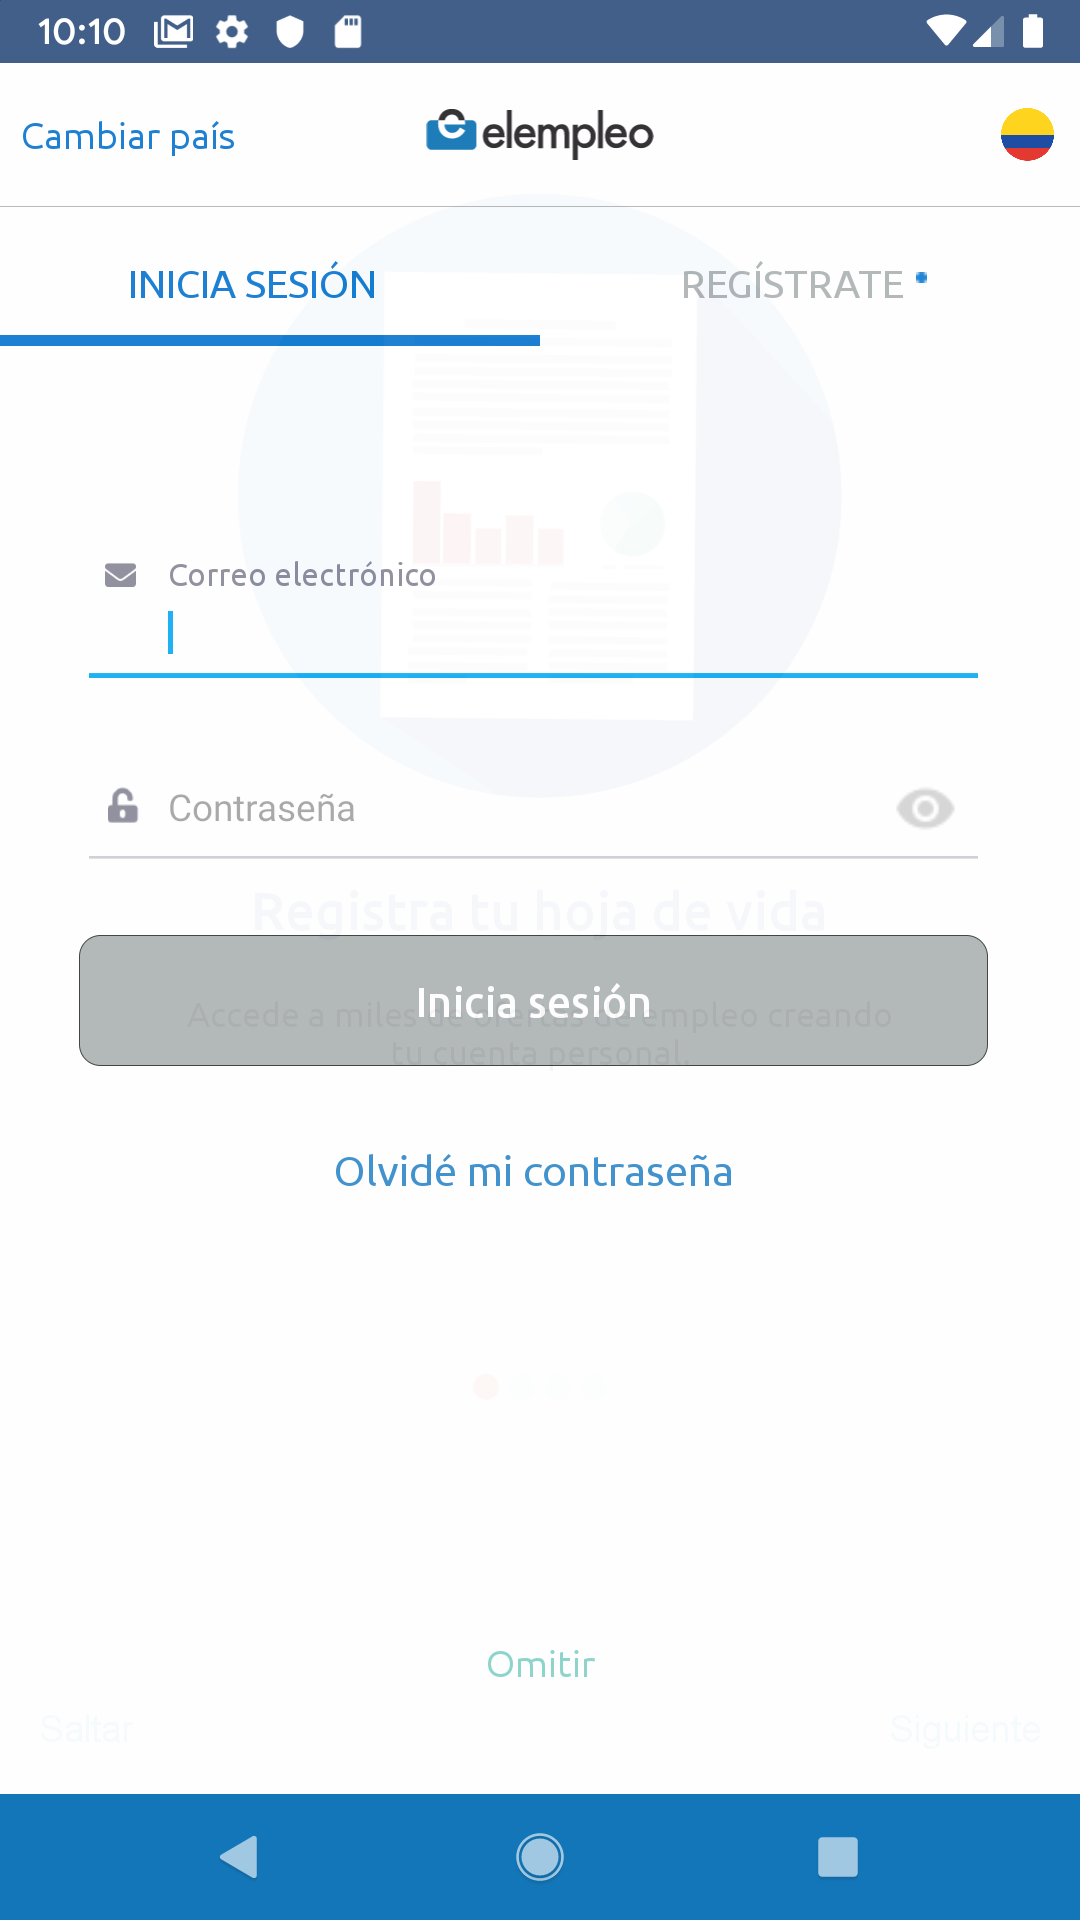 10:10
Cambiar país
elempleo
INICIA SESIÓN
REGÍSTRATE
Correo electrónico
Contraseña
Registra tu hoja de vida
Inicia sesión
Accede a miles de ofertas de empleo creando
tu cuenta personal.
Olvidé mi contraseña
Omitir
Saltar
Siguiente